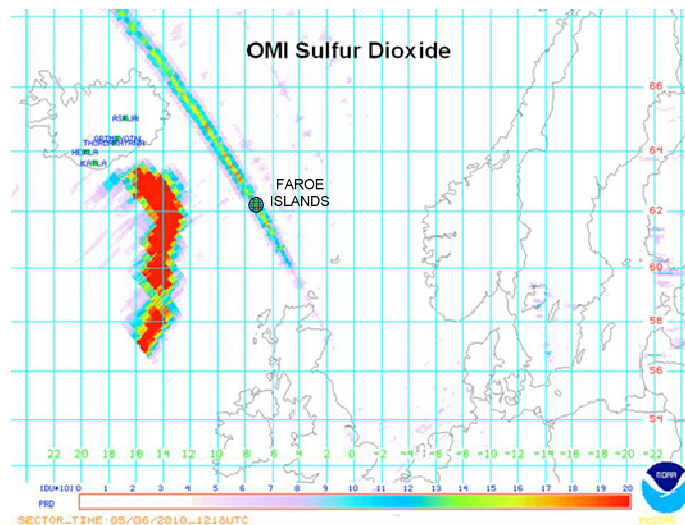 OMI Sulfur Dioxide
66
ASKJA
64
HEKLA
KATLA
FAROE
ISLANDS
62
60
58
56
54
22 20 18 16 14 12 10 8 6 4 2 0 -2 -4 -6 -8 -10 -12 -14 -16 -18 -20 -22
(DU*10) 0 1 2 3 4 5 6 7 8 9 10 11 12 13 14 15 16 17 18 19 20
PRD
NOAA
SECTOR_TIME: 05/06/2010_1218UTC
McIDAS